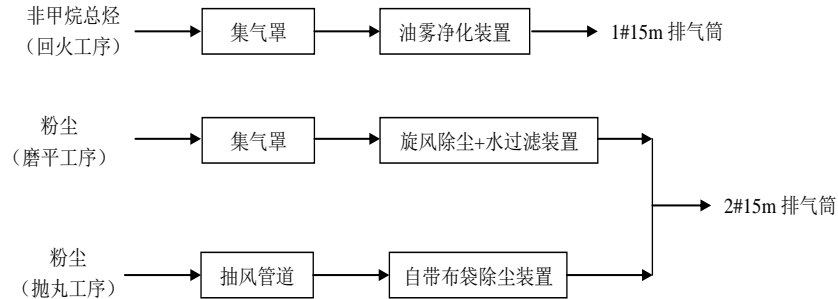 非甲烷总烃
（回火工序）
集气罩
油雾净化装置
1#15m 排气筒
粉尘
（磨平工序）
集气罩
旋风除尘+水过滤装置
2#15m 排气筒
粉尘
（抛丸工序）
抽风管道
自带布袋除尘装置